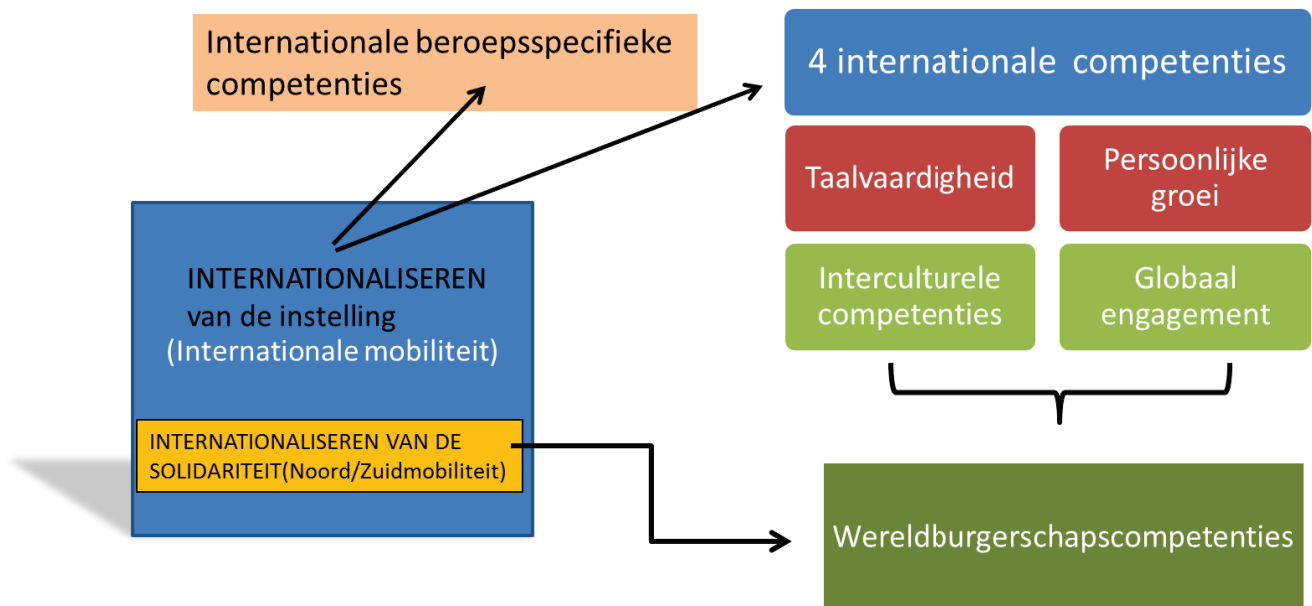 Internationale beroepsspecifieke
competenties
4 internationale competenties
Taalvaardigheid
Persoonlijke
groei
Interculturele
competenties
Globaal
engagement
INTERNATIONALISEREN
van de instelling
(Internationale mobiliteit)
INTERNATIONALISEREN VAN DE
SOLIDARITEIT(Noord/Zuidmobiliteit)
Wereldburgerschapscompetenties